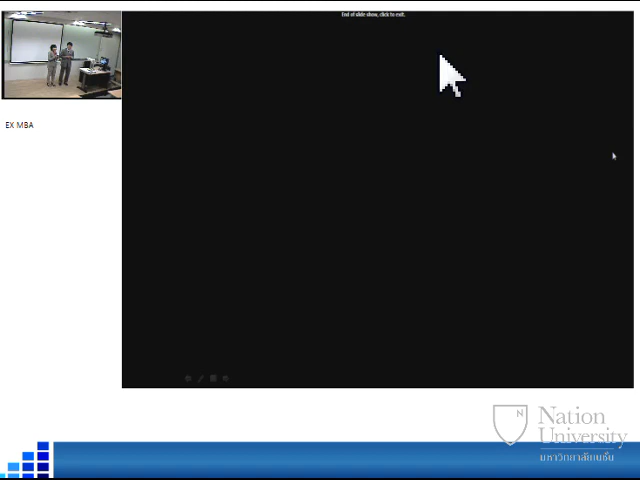 End of slide show, click to exit.
EX MBA
N
Nation
University
มหาวิทยาลัยเนชั่น